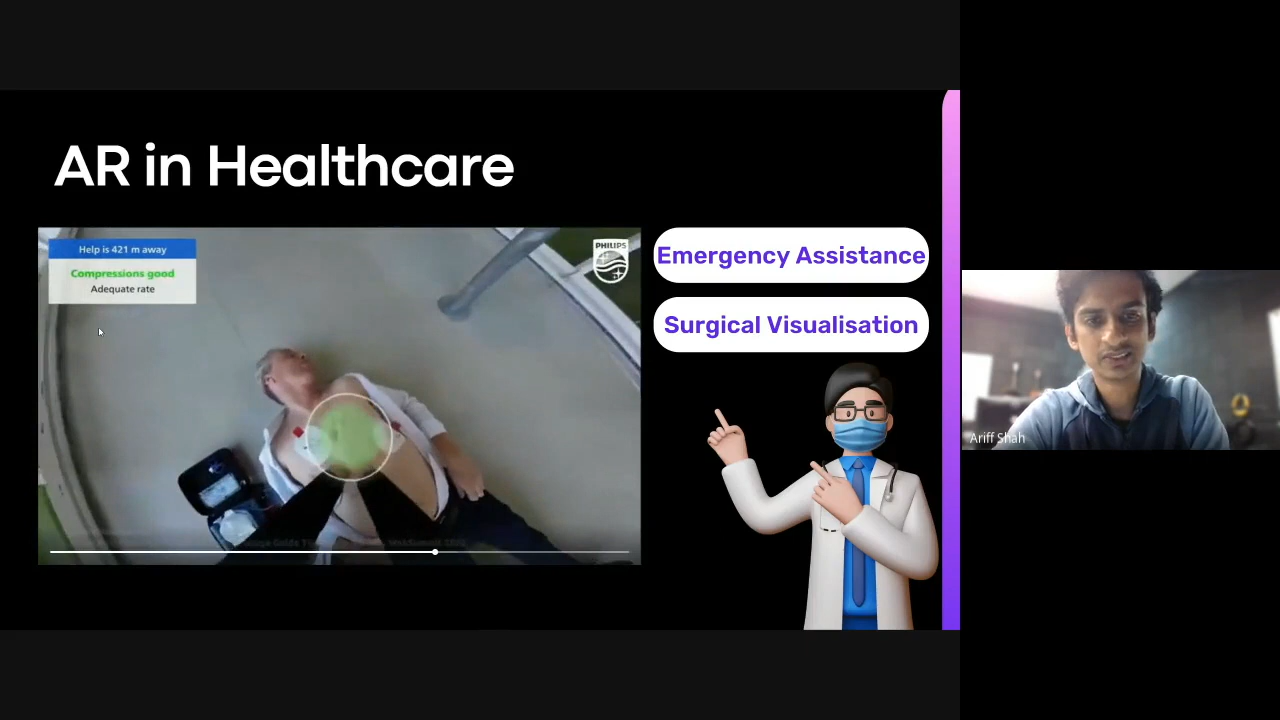 AR in Healthcare
Help is 421 m away
Compressions good
Adequate rate
PHILIPS
Emergency Assistance
Surgical Visualisation
Ariff Shah